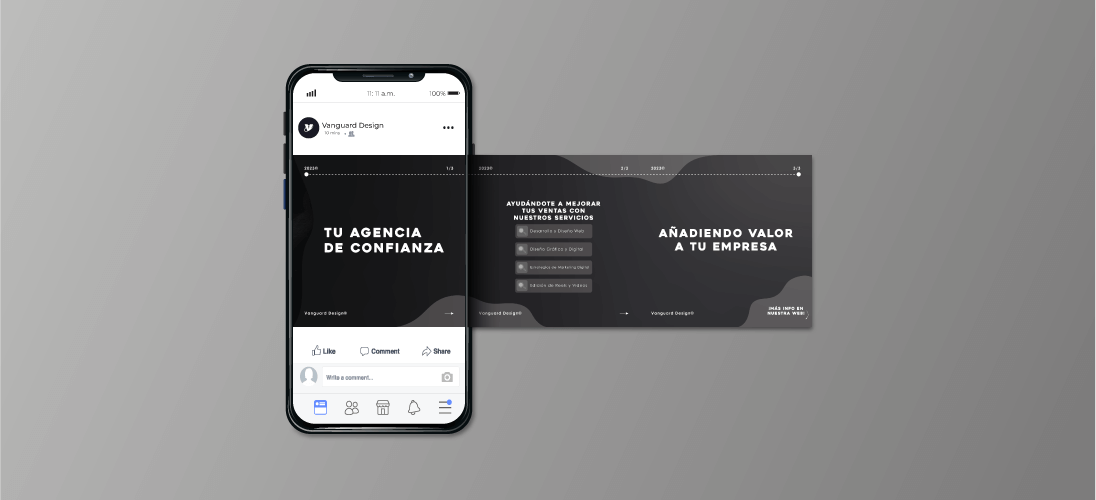 11:11 a.m.
100%
Vanguard Design
10 mins
2023®
1/3
TU AGENCIA
DE CONFIANZA
Vanguard Design®
2023®
2/3
AYUDÁNDOTE A MEJORAR
TUS VENTAS CON
NUESTROS SERVICIOS
Desarrollo y Diseño Web
Diseño Gráfico y Digital
Estrategias de Marketing Digital
Edición de Reels y Videos
Vanguard Design®
2023®
3/3
AÑADIENDO VALOR
A TU EMPRESA
Vanguard Design®
¡MÁS INFO EN
NUESTRA WEB!
Like
Comment
Share
Write a comment...